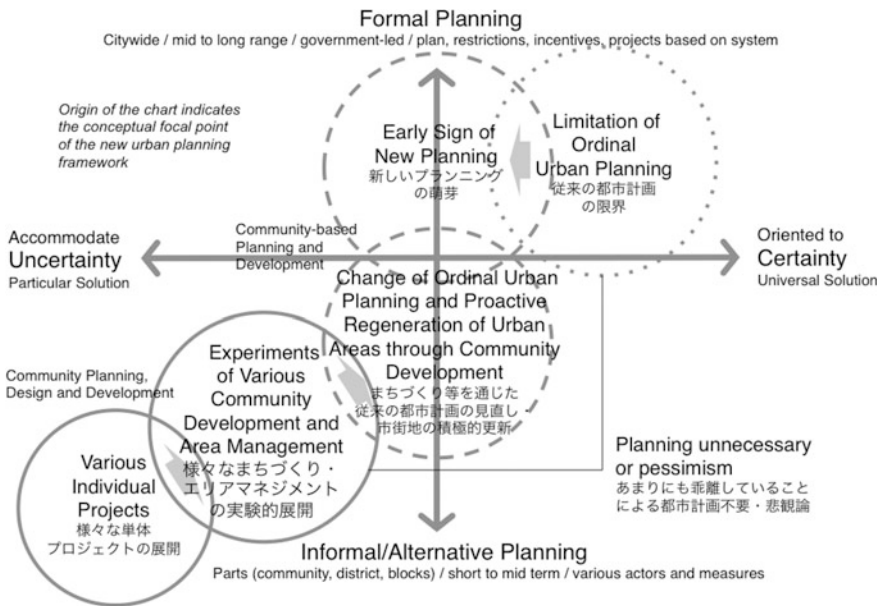 Formal Planning
Citywide / mid to long range / government-led / plan, restrictions, incentives, projects based on system
Origin of the chart indicates
the conceptual focal point
of the new urban planning
framework
Early Sign of
New Planning
新しいプランニング
の萌芽
Limitation of
Ordinal
Urban Planning
従来の都市計画
の限界
Accommodate
Uncertainty
Particular Solution
Community-based
Planning and
Development
Oriented to
Certainty
Universal Solution
Change of Ordinal Urban
Planning and Proactive
Regeneration of Urban
Areas through Community
Development
まちづくり等を通じた
従来の都市計画の見直し・
市街地の積極的更新
Experiments
of Various
Community
Development and
Area Management
様々なまちづくり・
エリアマネジメント
の実験的展開
Community Planning,
Design and Development
Various
Individual
Projects
様々な単体
プロジェクトの展開
Planning unnecessary
or pessimism
あまりにも乖離していること
による都市計画不要・悲観論
Informal/Alternative Planning
Parts (community, district, blocks) / short to mid term / various actors and measures